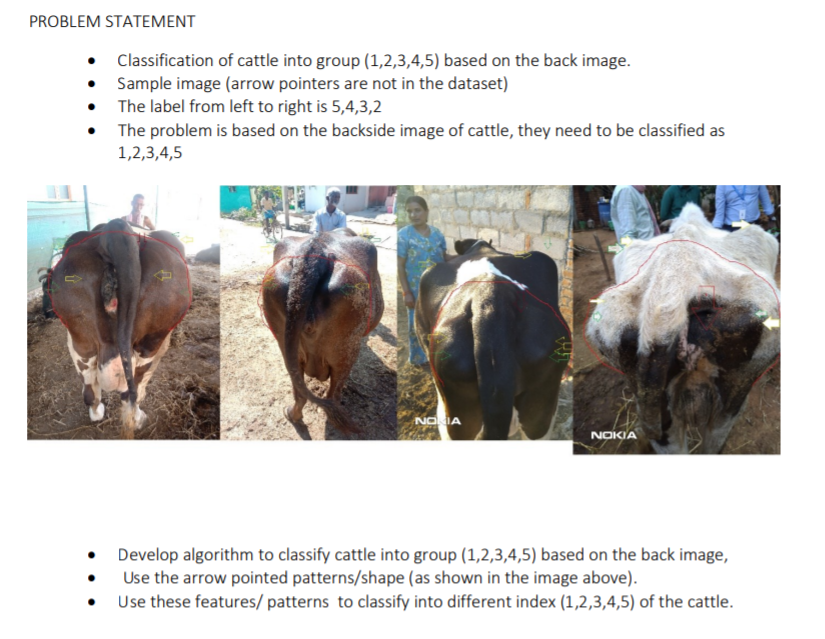 PROBLEM STATEMENT
• Classification of cattle into group (1,2,3,4,5) based on the back image.
• Sample image (arrow pointers are not in the dataset)
• The label from left to right is 5,4,3,2
• The problem is based on the backside image of cattle, they need to be classified as
1,2,3,4,5
NOKIA
NOKIA
• Develop algorithm to classify cattle into group (1,2,3,4,5) based on the back image,
• Use the arrow pointed patterns/shape (as shown in the image above).
• Use these features/ patterns to classify into different index (1,2,3,4,5) of the cattle.